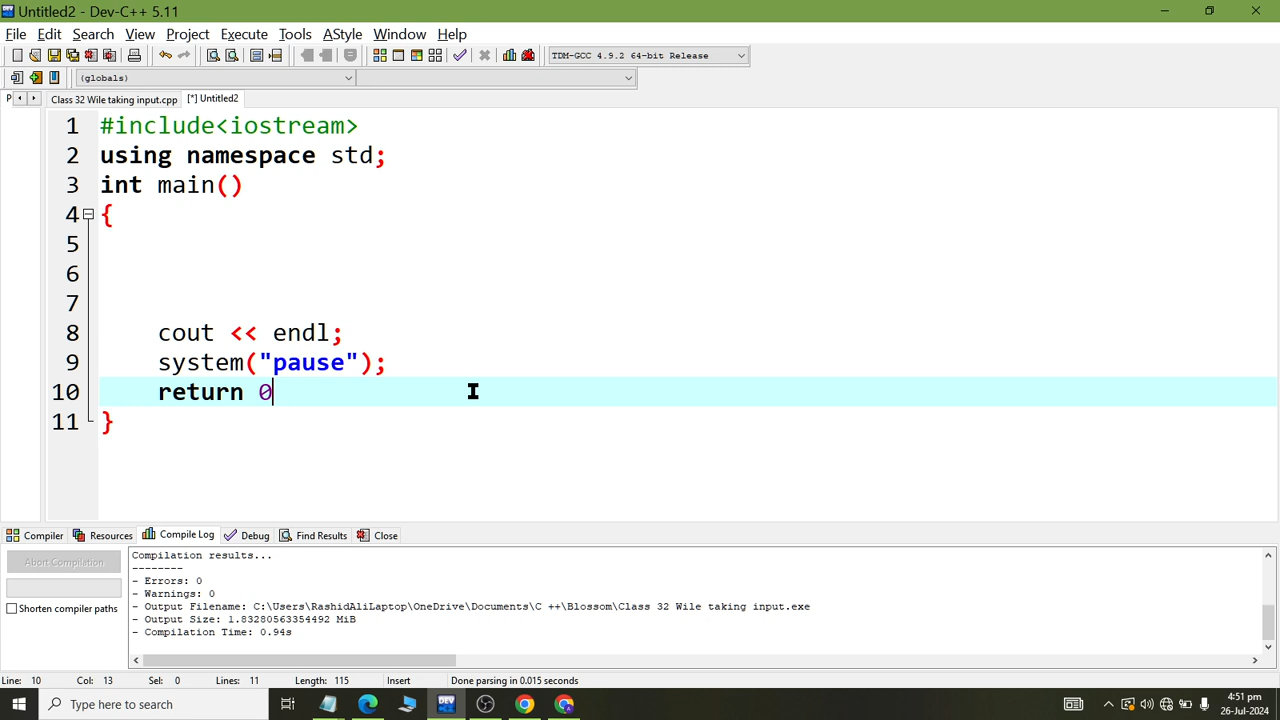 Untitled2 - Dev-C++ 5.11
File Edit Search View Project Execute Tools AStyle Window Help
TDM-GCC 4.9.2 64-bit Release
(globals)
P Class 32 Wile taking input.cpp [*] Untitled2
1 #include<iostream>
2 using namespace std;
3 int main()
4 {
5
6
7
8 cout << endl;
9 system("pause");
10 return 0
11 }
Compiler Resources Compile Log Debug Find Results Close
Abort Compilation
Shorten compiler paths
Compilation results...
--------
- Errors: 0
- Warnings: 0
- Output Filename: C:\Users\RashidAliLaptop\OneDrive\Documents\C ++\Blossom\Class 32 Wile taking input.exe
- Output Size: 1.83280563354492 MiB
- Compilation Time: 0.94s
Line: 10 Col: 13 Sel: 0 Lines: 11 Length: 115 Insert Done parsing in 0.015 seconds
Type here to search
DEV
4:51 pm
26-Jul-2024